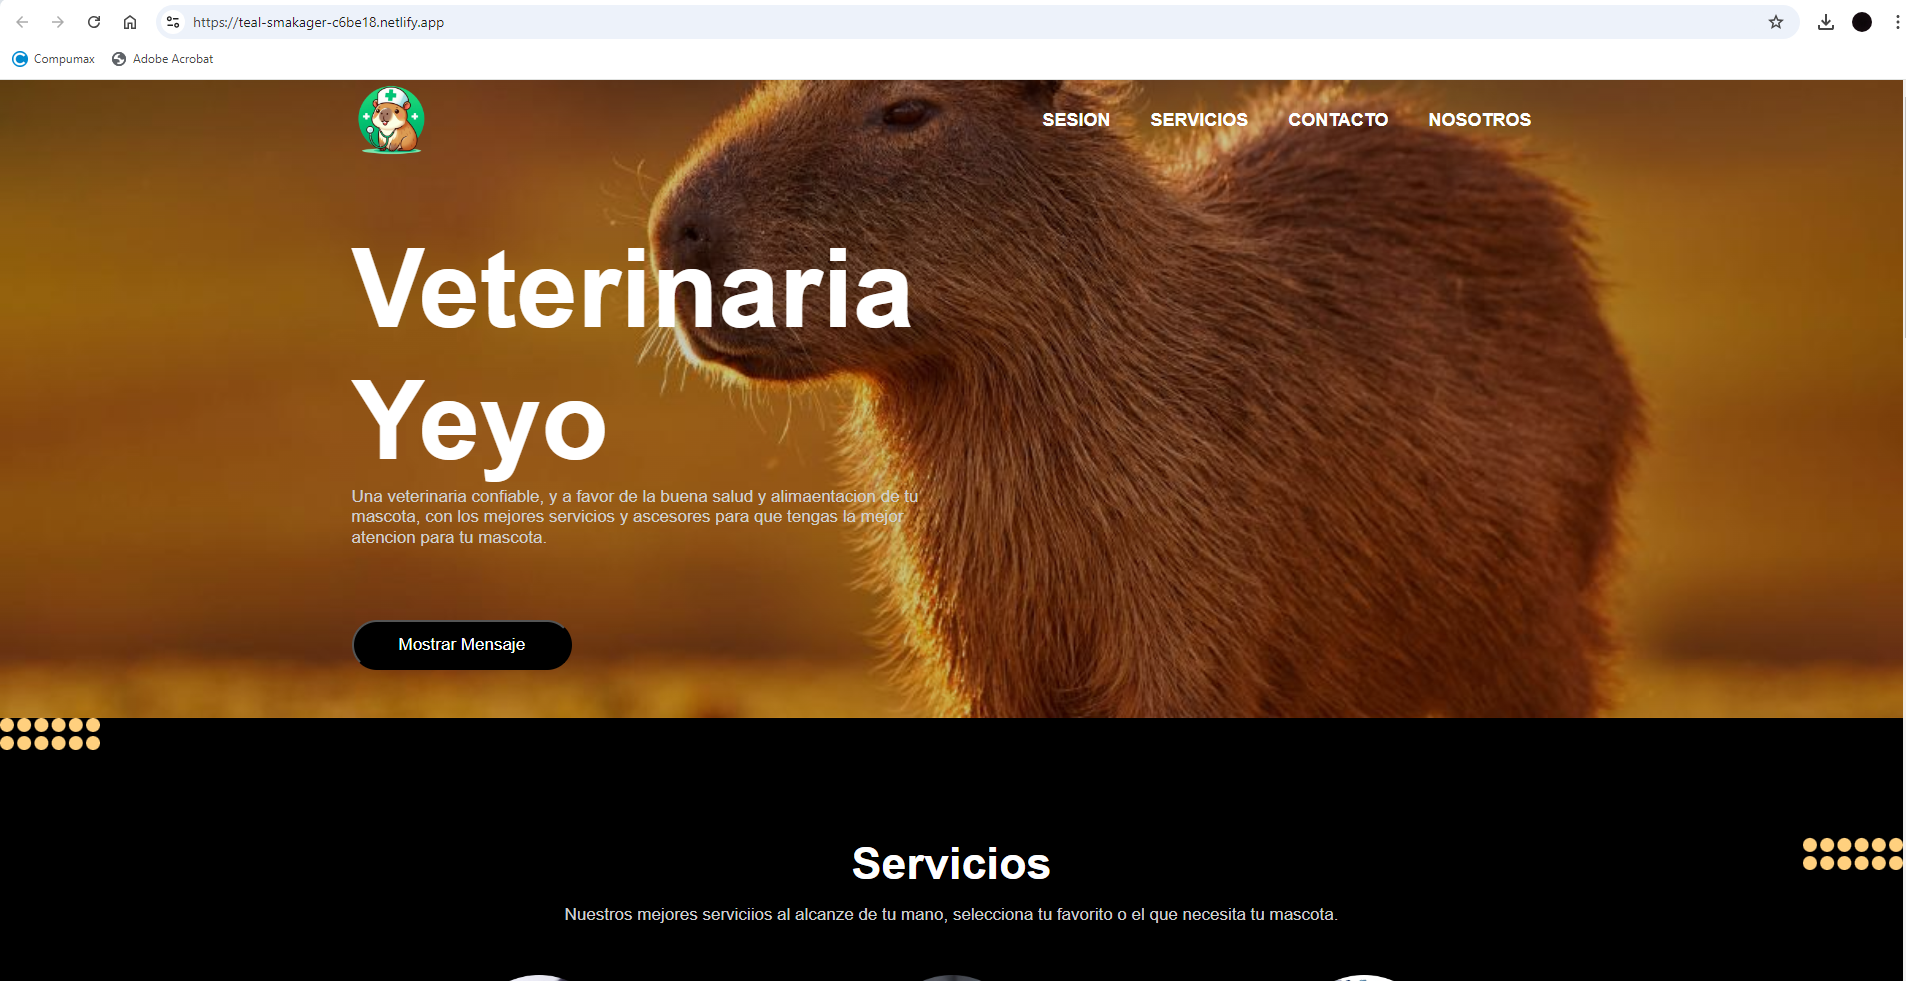 https://teal-smakager-c6be18.netlify.app
Compumax
Adobe Acrobat
SESION
SERVICIOS
CONTACTO
NOSOTROS
Veterinaria
Yeyo
Una veterinaria confiable, y a favor de la buena salud y alimaentacion de tu
mascota, con los mejores servicios y ascesores para que tengas la mejor
atencion para tu mascota.
Mostrar Mensaje
Servicios
Nuestros mejores serviciios al alcanze de tu mano, selecciona tu favorito o el que necesita tu mascota.